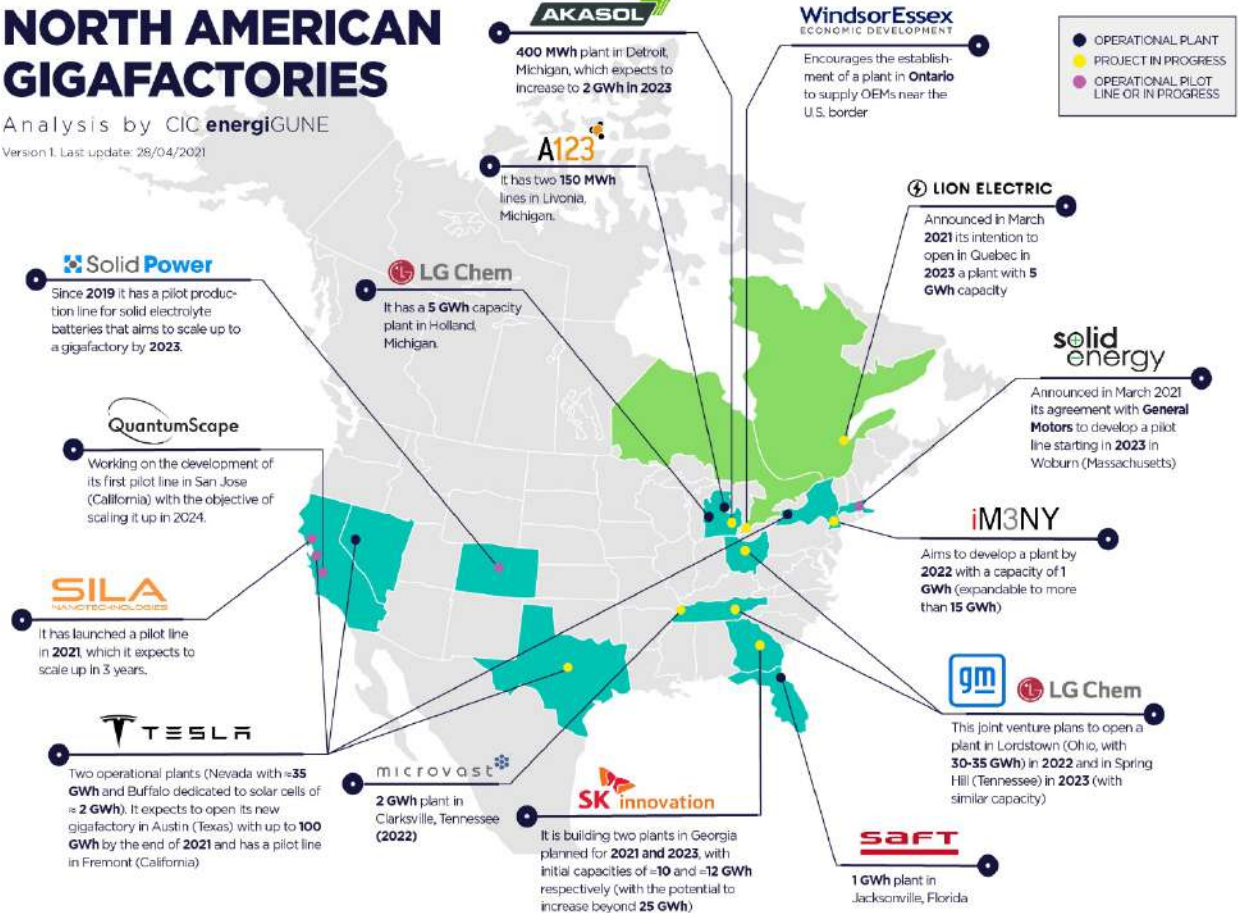 NORTH AMERICAN
GIGAFACTORIES
Analysis by CIC energiGUNE
Version 1. Last update: 28/04/2021
AKASOL
400 MWh plant in Detroit,
Michigan, which expects to
increase to 2 GWh in 2023
WindsorEssex
ECONOMIC DEVELOPMENT
Encourages the establish-
ment of a plant in Ontario
to supply OEMs near the
U.S. border
OPERATIONAL PLANT
PROJECT IN PROGRESS
OPERATIONAL PILOT
LINE OR IN PROGRESS
A123
It has two 150 MWh
lines in Livonia,
Michigan.
LION ELECTRIC
Announced in March
2021 its intention to
open in Quebec in
2023 a plant with 5
GWh capacity
Solid Power
Since 2019 it has a pilot produc-
tion line for solid electrolyte
batteries that aims to scale up to
a gigafactory by 2023.
LG Chem
It has a 5 GWh capacity
plant in Holland,
Michigan.
solid
energy
Announced in March 2021
its agreement with General
Motors to develop a pilot
line starting in 2023 in
Woburn (Massachusetts)
QuantumScape
Working on the development of
its first pilot line in San Jose
(California) with the objective of
scaling it up in 2024.
iM3NY
Aims to develop a plant by
2022 with a capacity of 1
GWh (expandable to more
than 15 GWh)
SILA
NANOTECHNOLOGIES
It has launched a pilot line
in 2021, which it expects to
scale up in 3 years.
gm LG Chem
This joint venture plans to open a
plant in Lordstown (Ohio, with
30-35 GWh) in 2022 and in Spring
Hill (Tennessee) in 2023 (with
similar capacity)
TESLA
Two operational plants (Nevada with ≈35
GWh and Buffalo dedicated to solar cells of
≈ 2 GWh). It expects to open its new
gigafactory in Austin (Texas) with up to 100
GWh by the end of 2021 and has a pilot line
in Fremont (California)
microvast
2 GWh plant in
Clarksville, Tennessee
(2022)
SK innovation
It is building two plants in Georgia
planned for 2021 and 2023, with
initial capacities of ≈10 and ≈12 GWh
respectively (with the potential to
increase beyond 25 GWh)
SAFT
1 GWh plant in
Jacksonville, Florida